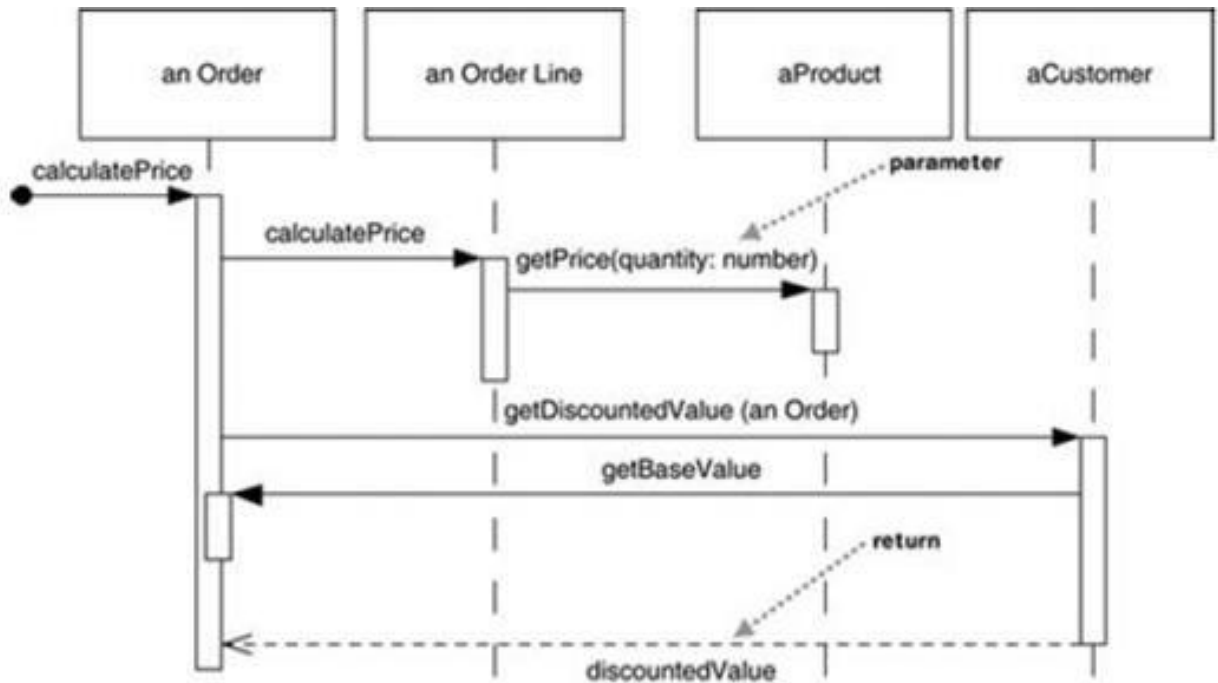 an Order
an Order Line
aProduct
aCustomer
calculatePrice
parameter
calculatePrice
getPrice(quantity: number)
getDiscountedValue (an Order)
getBaseValue
return
discountedValue